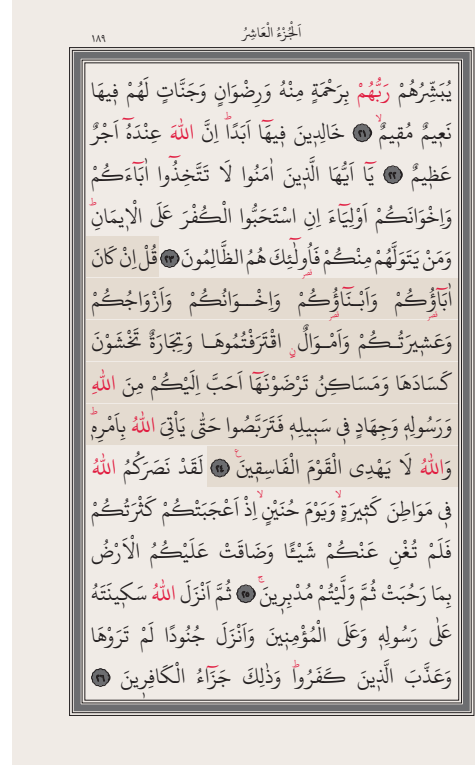 ١٨٩ اَلْجُزْءُ الْعَاشِرُ
يُبَشِّرُهُمْ رَبُّهُمْ بِرَحْمَةٍ مِنْهُ وَرِضْوَانٍ وَجَنَّاتٍ لَهُمْ ف۪يهَا
نَع۪يمٌ مُق۪يمٌۙ ﴿٢١﴾ خَالِد۪ينَ ف۪يهَٓا اَبَدًاۜ اِنَّ اللّٰهَ عِنْدَهُٓ اَجْرٌ
عَظ۪يمٌ ﴿٢٢﴾ يَٓا اَيُّهَا الَّذ۪ينَ اٰمَنُوا لَا تَتَّخِذُٓوا اٰبَٓاءَكُمْ
وَاِخْوَانَكُمْ اَوْلِيَٓاءَ اِنِ اسْتَحَبُّوا الْكُفْرَ عَلَى الْا۪يمَانِۜ
وَمَنْ يَتَوَلَّهُمْ مِنْكُمْ فَاُو۬لٰٓئِكَ هُمُ الظَّالِمُونَ ﴿٢٣﴾ قُلْ اِنْ كَانَ
اٰبَٓاؤُ۬كُمْ وَاَبْنَٓاؤُ۬كُمْ وَاِخْوَانُكُمْ وَاَزْوَاجُكُمْ
وَعَش۪يرَتُكُمْ وَاَمْوَالٌۨ اقْتَرَفْتُمُوهَا وَتِجَارَةٌ تَخْشَوْنَ
كَسَادَهَا وَمَسَاكِنُ تَرْضَوْنَهَٓا اَحَبَّ اِلَيْكُمْ مِنَ اللّٰهِ
وَرَسُولِه۪ وَجِهَادٍ ف۪ي سَب۪يلِه۪ فَتَرَبَّصُوا حَتّٰى يَأْتِيَ اللّٰهُ بِاَمْرِه۪ۜ
وَاللّٰهُ لَا يَهْدِي الْقَوْمَ الْفَاسِق۪ينَ۟ ﴿٢٤﴾ لَقَدْ نَصَرَكُمُ اللّٰهُ
ف۪ي مَوَاطِنَ كَث۪يرَةٍۙ وَيَوْمَ حُنَيْنٍۙ اِذْ اَعْجَبَتْكُمْ كَثْرَتُكُمْ
فَلَمْ تُغْنِ عَنْكُمْ شَيْـًٔا وَضَاقَتْ عَلَيْكُمُ الْاَرْضُ
بِمَا رَحُبَتْ ثُمَّ وَلَّيْتُمْ مُدْبِر۪ينَۚ ﴿٢٥﴾ ثُمَّ اَنْزَلَ اللّٰهُ سَك۪ينَتَهُ
عَلٰى رَسُولِه۪ وَعَلَى الْمُؤْمِن۪ينَ وَاَنْزَلَ جُنُودًا لَمْ تَرَوْهَا
وَعَذَّبَ الَّذ۪ينَ كَفَرُواۜ وَذٰلِكَ جَزَٓاءُ الْكَافِر۪ينَ ﴿٢٦﴾